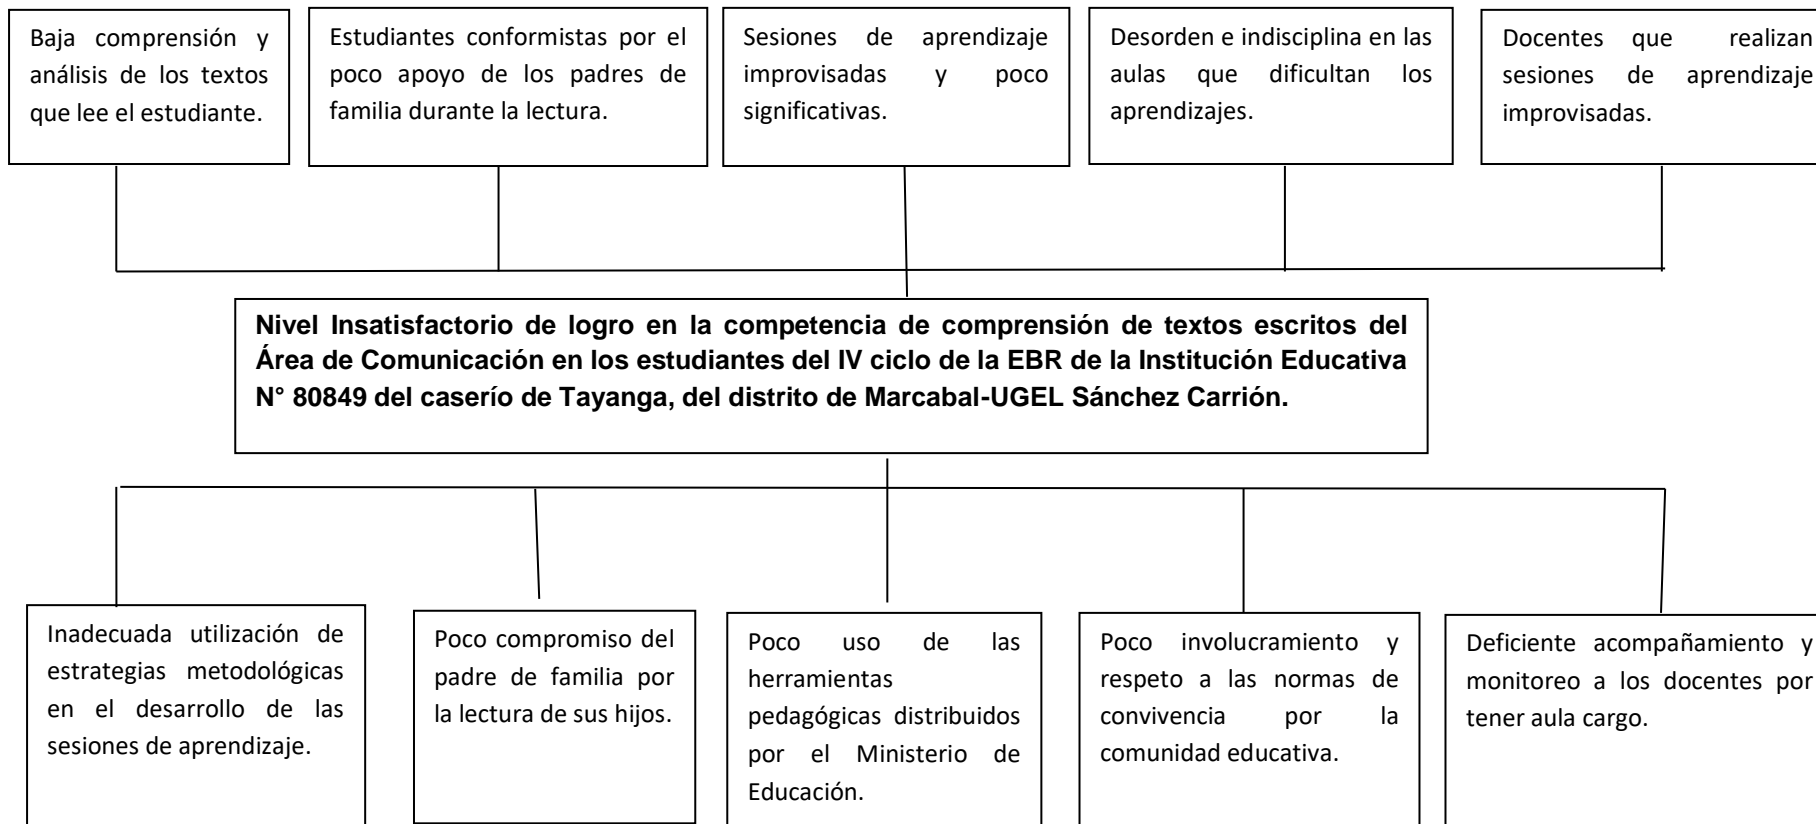 Baja comprensión y
análisis de los textos
que lee el estudiante.
Estudiantes conformistas por el
poco apoyo de los padres de
familia durante la lectura.
Sesiones de aprendizaje
improvisadas y poco
significativas.
Desorden e indisciplina en las
aulas que dificultan los
aprendizajes.
Docentes que realizan
sesiones de aprendizaje
improvisadas.
Nivel Insatisfactorio de logro en la competencia de comprensión de textos escritos del
Área de Comunicación en los estudiantes del IV ciclo de la EBR de la Institución Educativa
N° 80849 del caserío de Tayanga, del distrito de Marcabal-UGEL Sánchez Carrión.
Inadecuada utilización de
estrategias metodológicas
en el desarrollo de las
sesiones de aprendizaje.
Poco compromiso del
padre de familia por
la lectura de sus hijos.
Poco uso de las
herramientas
pedagógicas distribuidos
por el Ministerio de
Educación.
Poco involucramiento y
respeto a las normas de
convivencia por la
comunidad educativa.
Deficiente acompañamiento y
monitoreo a los docentes por
tener aula cargo.